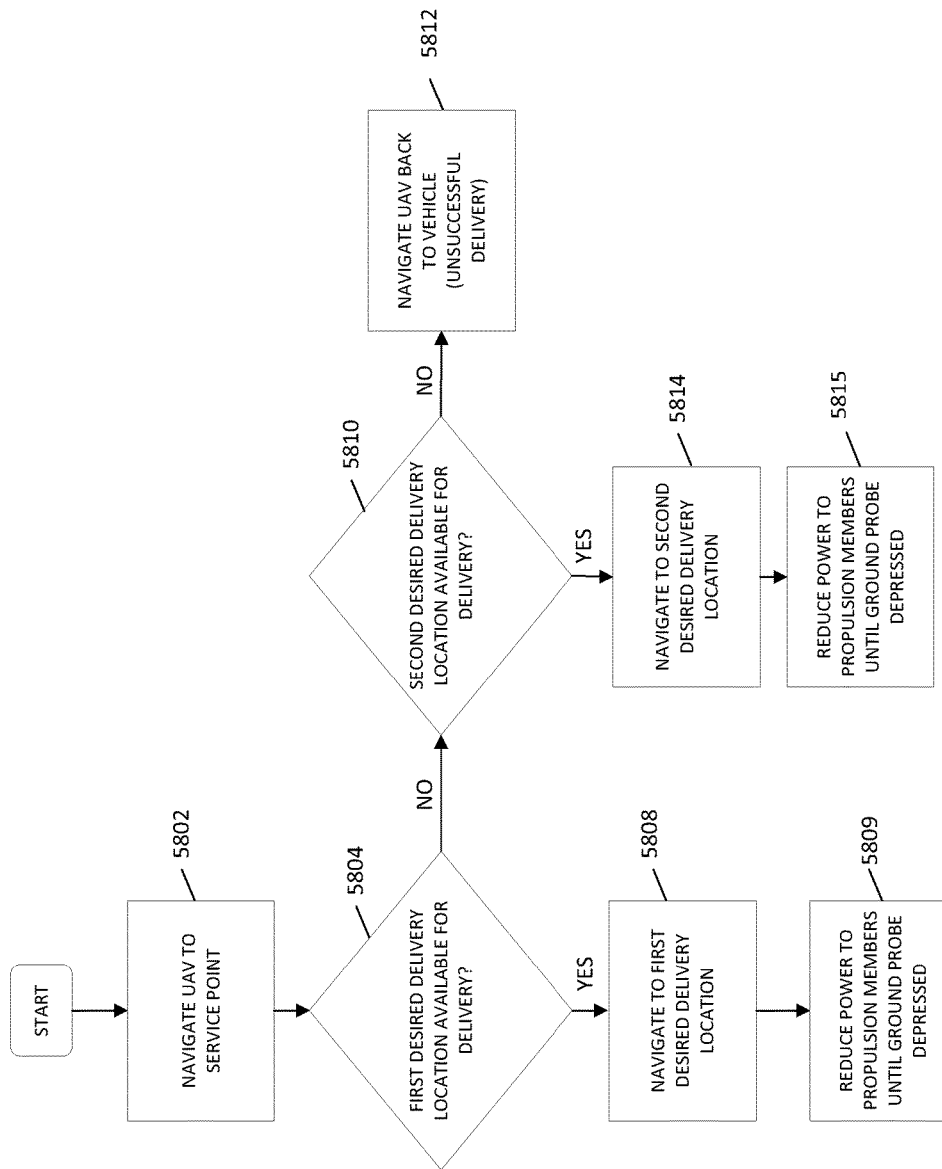 START
5802
NAVIGATE UAV TO
SERVICE POINT
5804
FIRST DESIRED DELIVERY
LOCATION AVAILABLE FOR
DELIVERY?
NO
YES
5808
NAVIGATE TO FIRST
DESIRED DELIVERY
LOCATION
5809
REDUCE POWER TO
PROPULSION MEMBERS
UNTIL GROUND PROBE
DEPRESSED
5810
SECOND DESIRED DELIVERY
LOCATION AVAILABLE FOR
DELIVERY?
NO
YES
5812
NAVIGATE UAV BACK
TO VEHICLE
(UNSUCCESSFUL
DELIVERY)
5814
NAVIGATE TO SECOND
DESIRED DELIVERY
LOCATION
5815
REDUCE POWER TO
PROPULSION MEMBERS
UNTIL GROUND PROBE
DEPRESSED